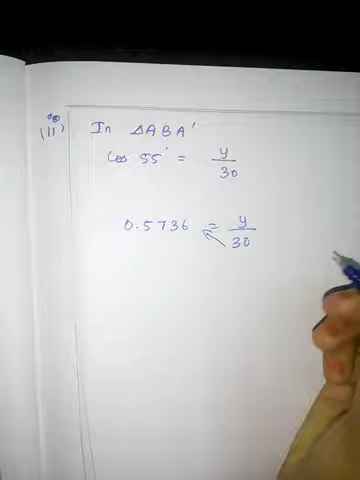 (ii) In ΔABA'
cos 55° = y/30
0.5736 = y/30